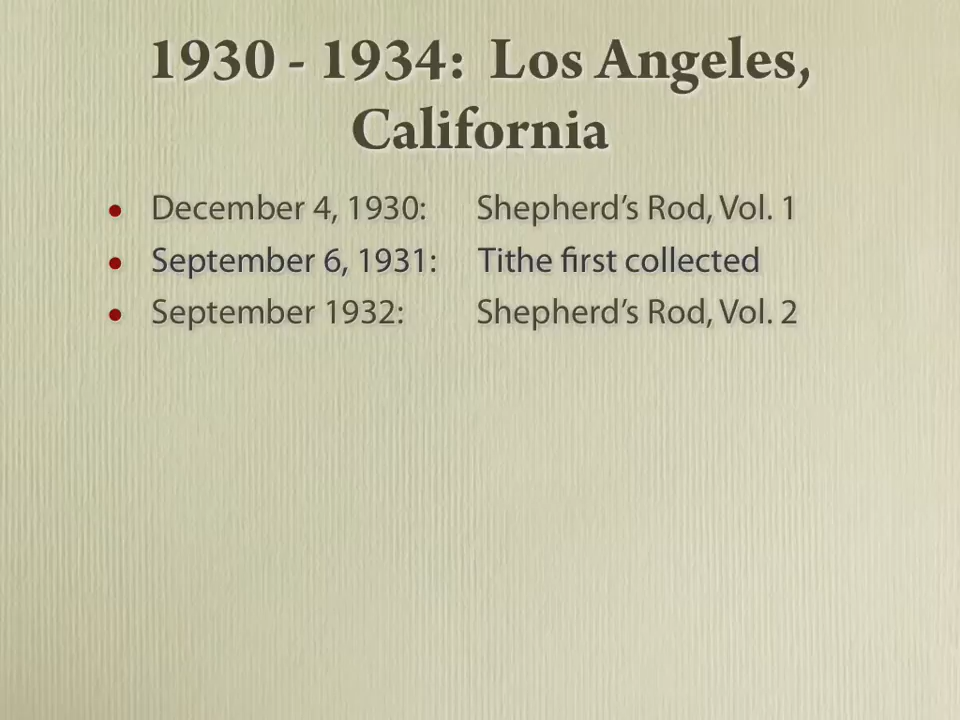 1930 - 1934: Los Angeles,
California
• December 4, 1930: Shepherd’s Rod, Vol. 1
• September 6, 1931: Tithe first collected
• September 1932: Shepherd’s Rod, Vol. 2